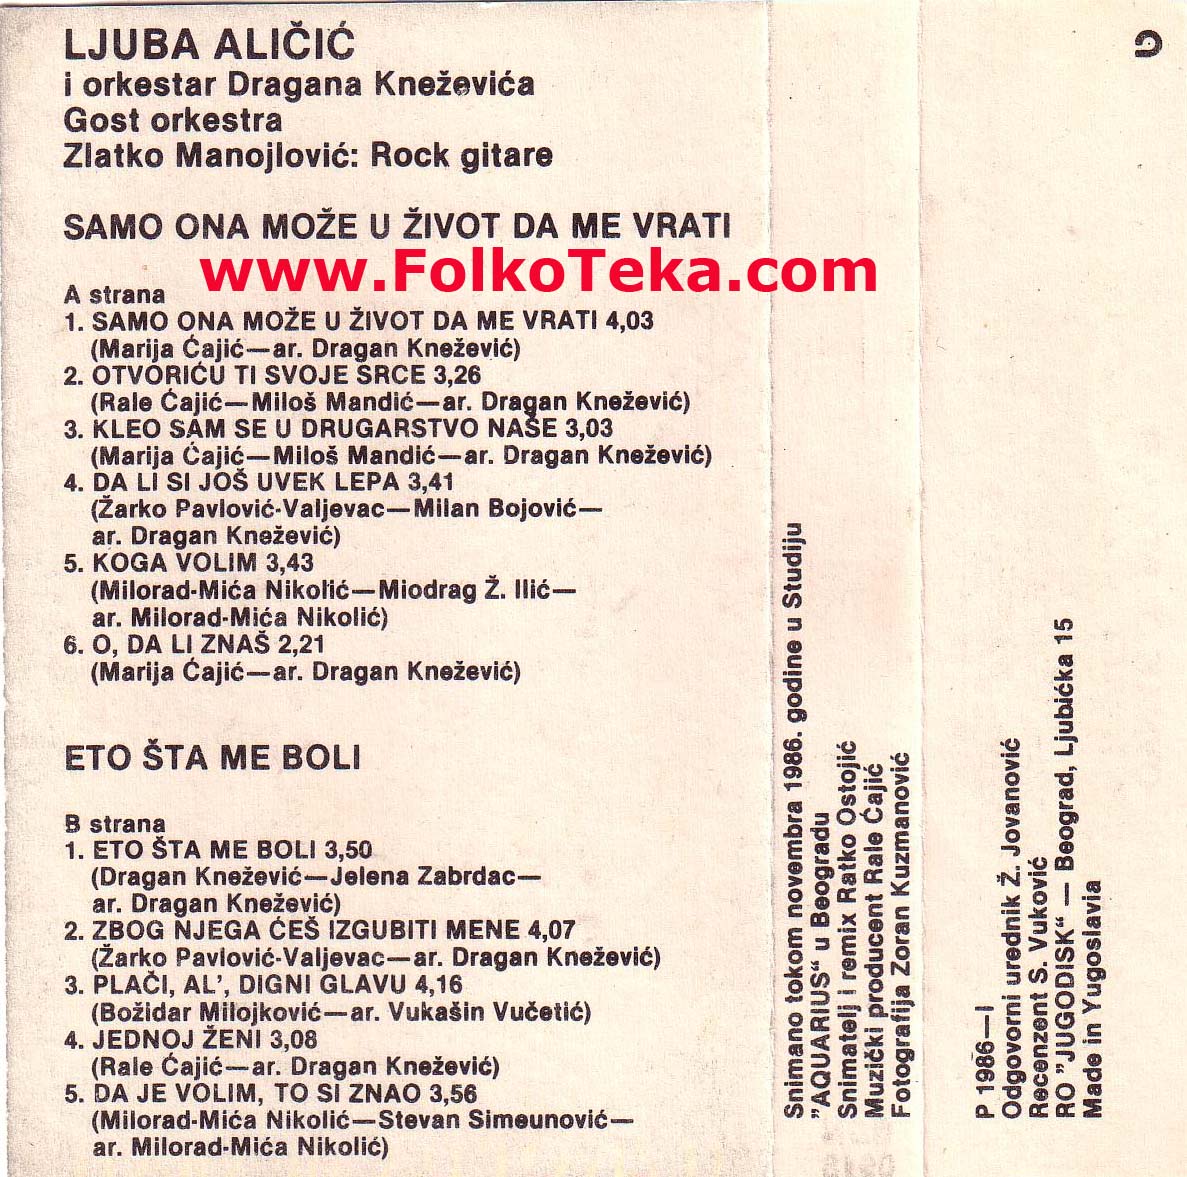 LJUBA ALIČIĆ
i orkestar Dragana Kneževića
Gost orkestra
Zlatko Manojlović: Rock gitare
SAMO ONA MOŽE U ŽIVOT DA ME VRATI
www.FolkoTeka.com
A strana
1. SAMO ONA MOŽE U ŽIVOT DA ME VRATI 4,03
(Marija Ćajić—ar. Dragan Knežević)
2. OTVORIĆU TI SVOJE SRCE 3,26
(Rale Ćajić—Miloš Mandić—ar. Dragan Knežević)
3. KLEO SAM SE U DRUGARSTVO NAŠE 3,03
(Marija Ćajić—Miloš Mandić—ar. Dragan Knežević)
4. DA LI SI JOŠ UVEK LEPA 3,41
(Žarko Pavlović-Valjevac—Milan Bojović—
ar. Dragan Knežević)
5. KOGA VOLIM 3,43
(Milorad-Mića Nikolić—Miodrag Ž. Ilić—
ar. Milorad-Mića Nikolić)
6. O, DA LI ZNAŠ 2,21
(Marija Ćajić—ar. Dragan Knežević)
ETO ŠTA ME BOLI
B strana
1. ETO ŠTA ME BOLI 3,50
(Dragan Knežević—Jelena Zabrdac—
ar. Dragan Knežević)
2. ZBOG NJEGA ĆEŠ IZGUBITI MENE 4,07
(Žarko Pavlović-Valjevac—ar. Dragan Knežević)
3. PLAČI, AL', DIGNI GLAVU 4,16
(Božidar Milojković—ar. Vukašin Vučetić)
4. JEDNOJ ŽENI 3,08
(Rale Ćajić—ar. Dragan Knežević)
5. DA JE VOLIM, TO SI ZNAO 3,56
(Milorad-Mića Nikolić—Stevan Simeunović—
ar. Milorad-Mića Nikolić)
Snimano tokom novembra 1986. godine u Studiju
"AQUARIUS" u Beogradu
Snimatelj i remix Ratko Ostojić
Muzički producent Rale Ćajić
Fotografija Zoran Kuzmanović
P 1986—I
Odgovorni urednik Ž. Jovanović
Recenzent S. Vuković
RO "JUGODISK" — Beograd, Ljubićka 15
Made in Yugoslavia